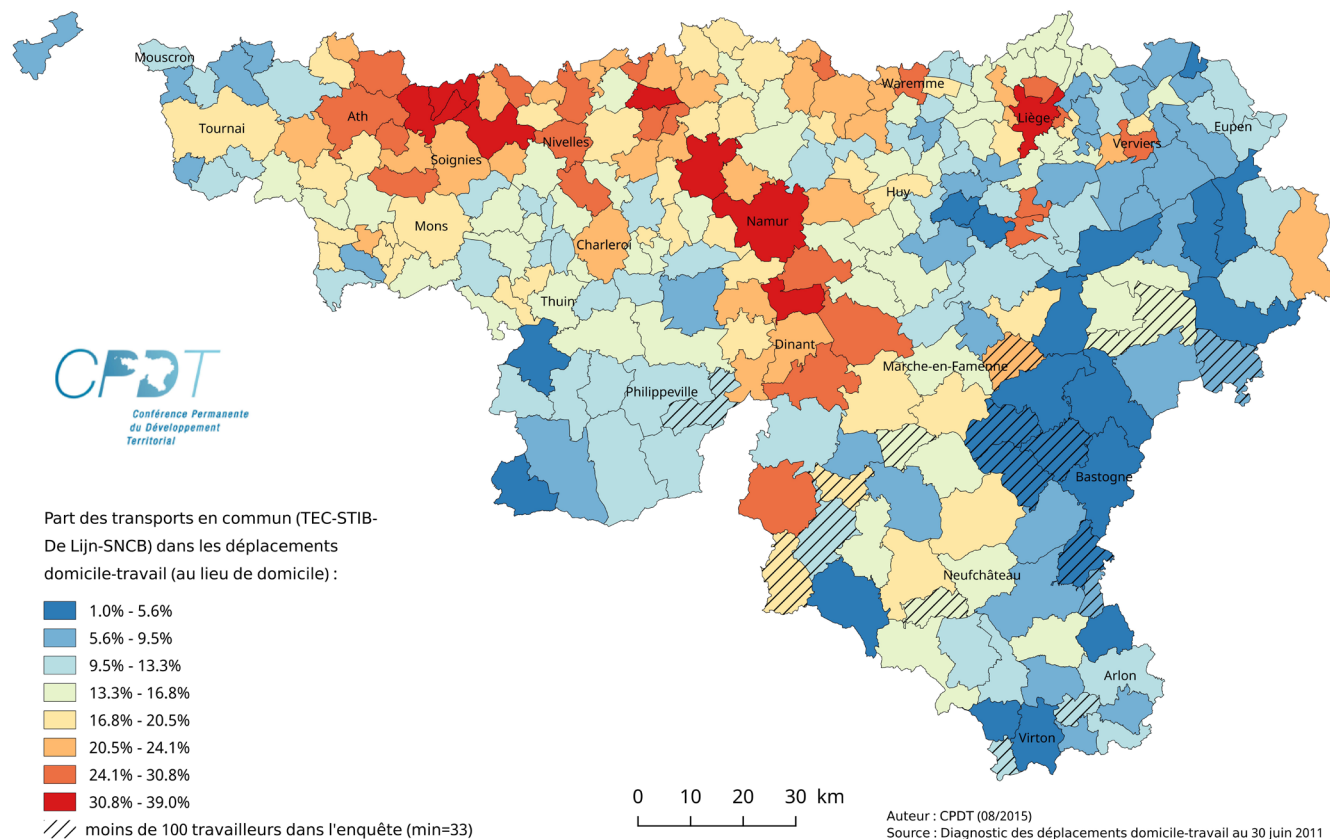 Mouscron
Tournai
Ath
Soignies
Nivelles
Waremme
Liège
Verviers
Eupen
Huy
Namur
Mons
Charleroi
Thuin
Dinant
Marche-en-Famenne
Philippeville
Bastogne
Neufchâteau
Arlon
Virton
CPDT
Conférence Permanente
du Développement
Territorial
Part des transports en commun (TEC-STIB-
De Lijn-SNCB) dans les déplacements
domicile-travail (au lieu de domicile) :
1.0% - 5.6%
5.6% - 9.5%
9.5% - 13.3%
13.3% - 16.8%
16.8% - 20.5%
20.5% - 24.1%
24.1% - 30.8%
30.8% - 39.0%
moins de 100 travailleurs dans l'enquête (min=33)
0 10 20 30 km
Auteur : CPDT (08/2015)
Source : Diagnostic des déplacements domicile-travail au 30 juin 2011